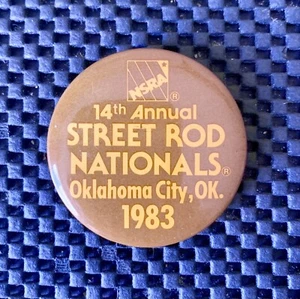 NSRA®
14th Annual
STREET ROD
NATIONALS®
Oklahoma City, OK.
1983